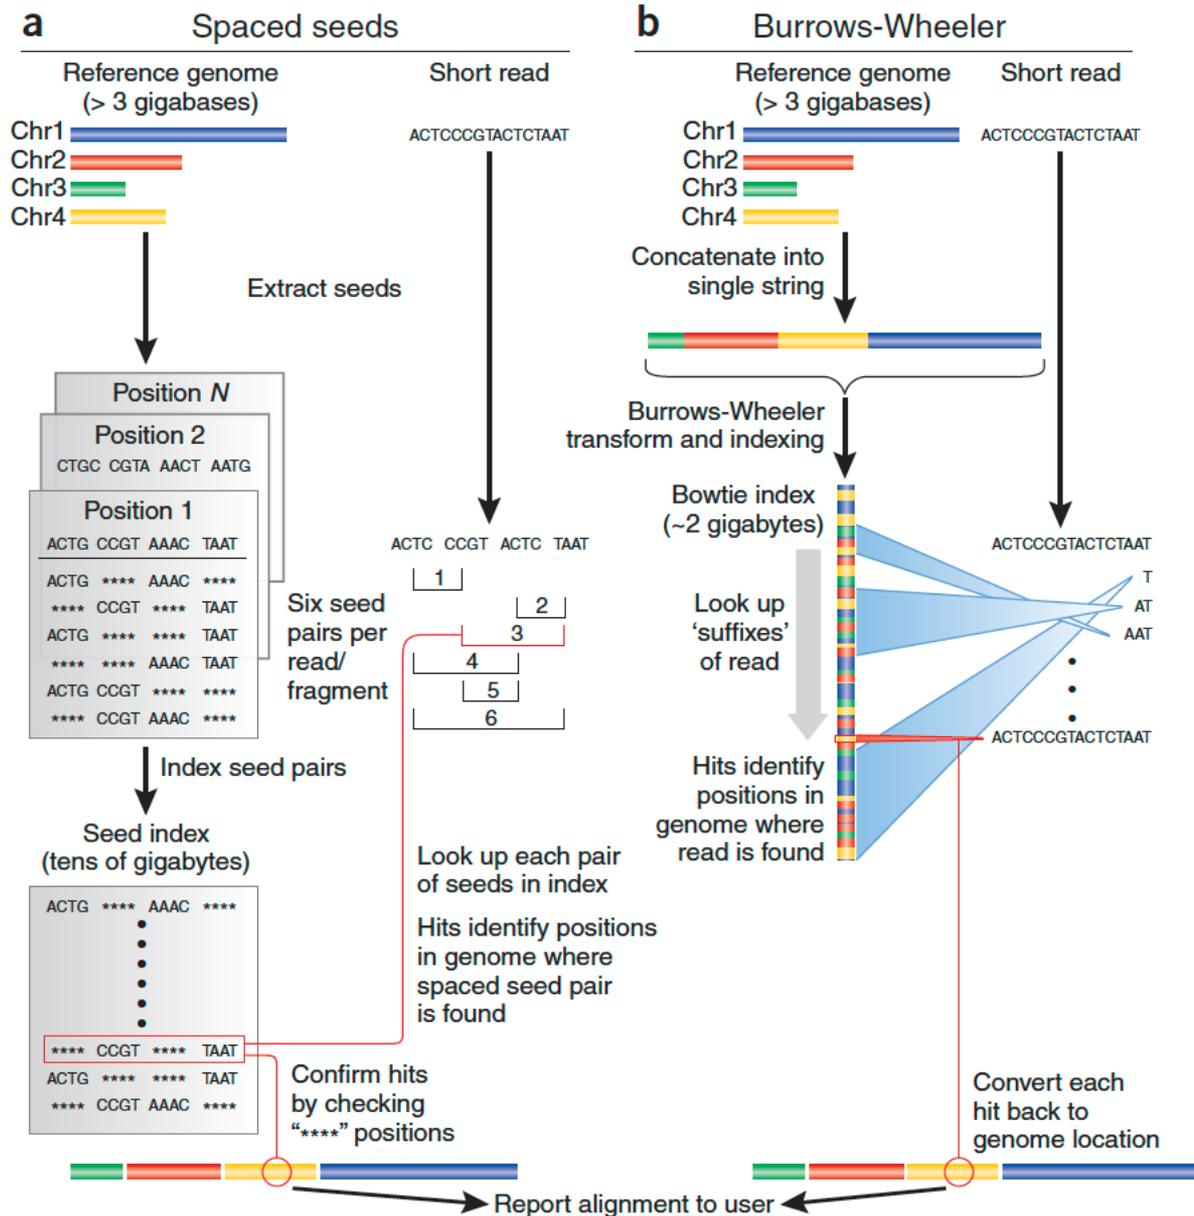 a
Spaced seeds
Reference genome
(> 3 gigabases)
Short read
Chr1
Chr2
Chr3
Chr4
ACTCCCGTACTCTAAT
Extract seeds
Position N
Position 2
CTGC CGTA AACT AATG
Position 1
ACTG CCGT AAAC TAAT
ACTG **** AAAC ****
**** CCGT **** TAAT
ACTG **** **** TAAT
**** **** AAAC TAAT
ACTG CCGT **** ****
**** CCGT AAAC ****
Six seed
pairs per
read/
fragment
ACTC CCGT ACTC TAAT
1
2
3
4
5
6
Index seed pairs
Seed index
(tens of gigabytes)
ACTG **** AAAC ****
**** CCGT **** TAAT
ACTG **** **** TAAT
**** CCGT AAAC ****
Look up each pair
of seeds in index
Hits identify positions
in genome where
spaced seed pair
is found
Confirm hits
by checking
“****” positions
b
Burrows-Wheeler
Reference genome
(> 3 gigabases)
Short read
Chr1
Chr2
Chr3
Chr4
ACTCCCGTACTCTAAT
Concatenate into
single string
Burrows-Wheeler
transform and indexing
Bowtie index
(~2 gigabytes)
ACTCCCGTACTCTAAT
T
AT
AAT
Look up
‘suffixes’
of read
ACTCCCGTACTCTAAT
Hits identify
positions in
genome where
read is found
Convert each
hit back to
genome location
Report alignment to user